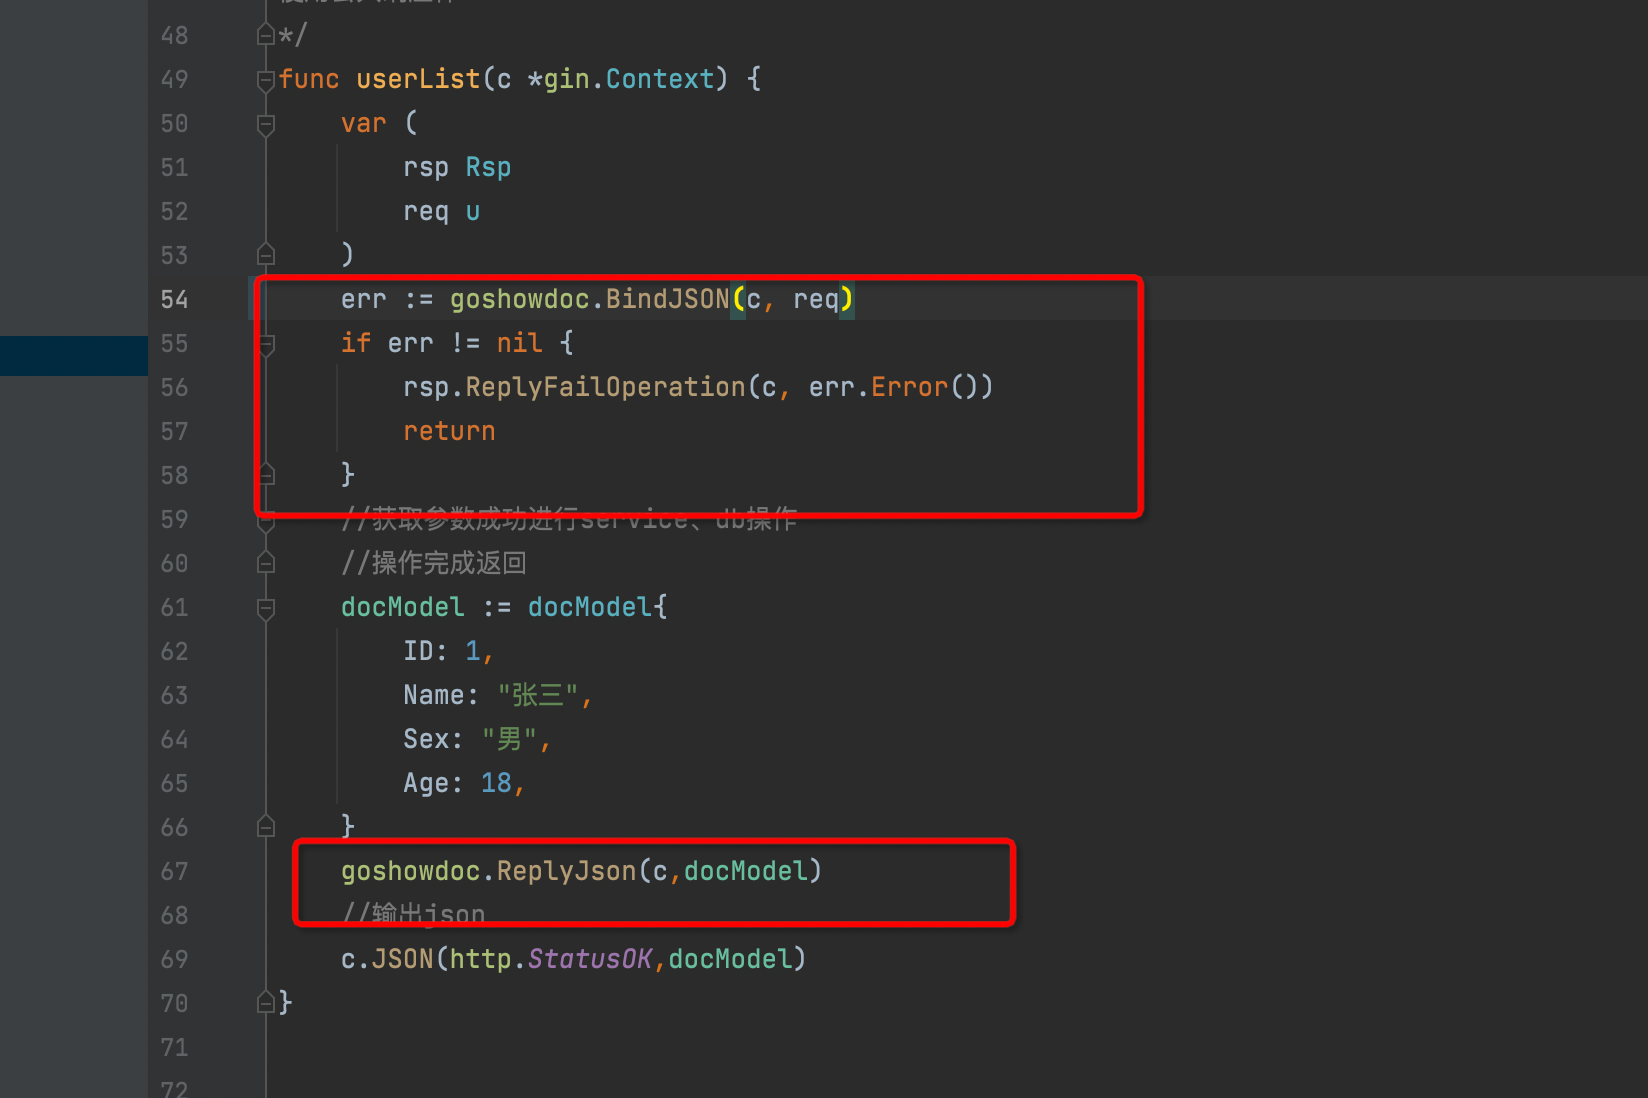 48 */
49 func userList(c *gin.Context) {
50 var (
51 rsp Rsp
52 req u
53 )
54 err := goshowdoc.BindJSON(c, req)
55 if err != nil {
56 rsp.ReplyFailOperation(c, err.Error())
57 return
58 }
59 //获取参数成功进行service、db操作
60 //操作完成返回
61 docModel := docModel{
62 ID: 1,
63 Name: "张三",
64 Sex: "男",
65 Age: 18,
66 }
67 goshowdoc.ReplyJson(c,docModel)
68 //输出json
69 c.JSON(http.StatusOK,docModel)
70 }
71
72